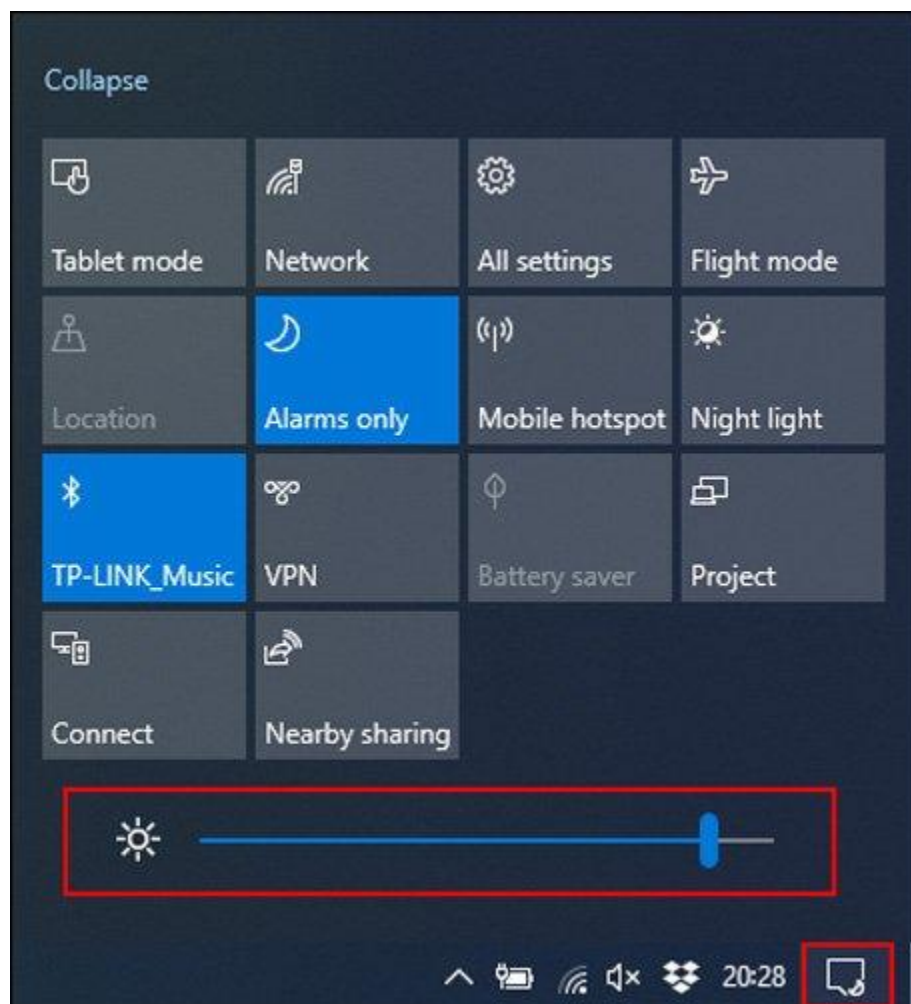 Collapse
Tablet mode
Network
All settings
Flight mode
Location
Alarms only
Mobile hotspot
Night light
TP-LINK_Music
VPN
Battery saver
Project
Connect
Nearby sharing
20:28